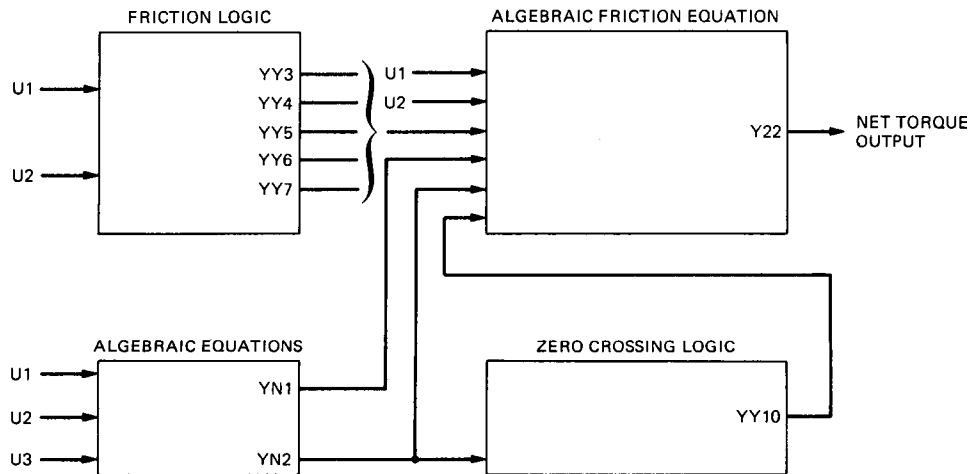 FRICTION LOGIC
ALGEBRAIC FRICTION EQUATION
U1
U2
YY3
YY4
YY5
YY6
YY7
U1
U2
Y22
NET TORQUE
OUTPUT
ALGEBRAIC EQUATIONS
ZERO CROSSING LOGIC
U1
U2
U3
YN1
YN2
YY10